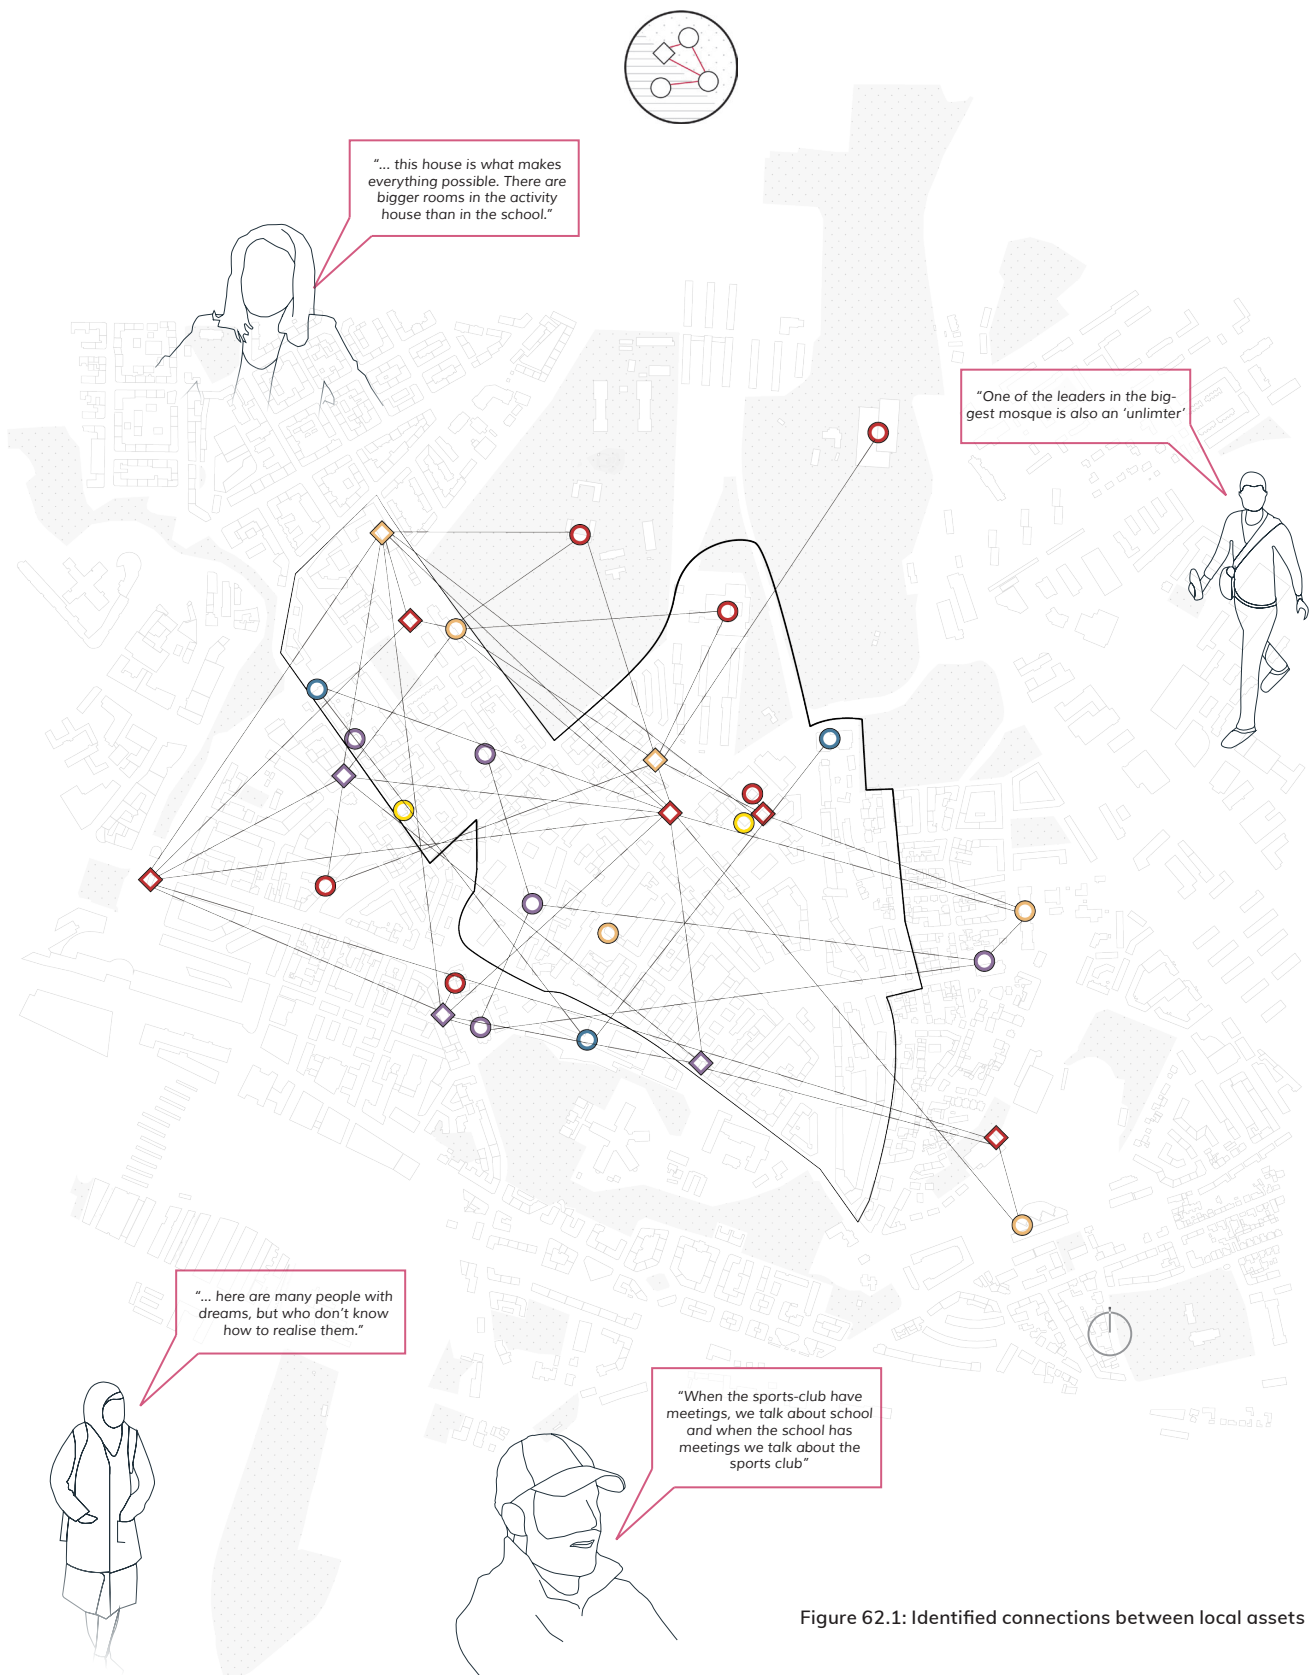 “... this house is what makes
everything possible. There are
bigger rooms in the activity
house than in the school.”
“One of the leaders in the big-
gest mosque is also an ‘unlimter’
“... here are many people with
dreams, but who don’t know
how to realise them.”
“When the sports-club have
meetings, we talk about school
and when the school has
meetings we talk about the
sports club”
Figure 62.1: Identified connections between local assets